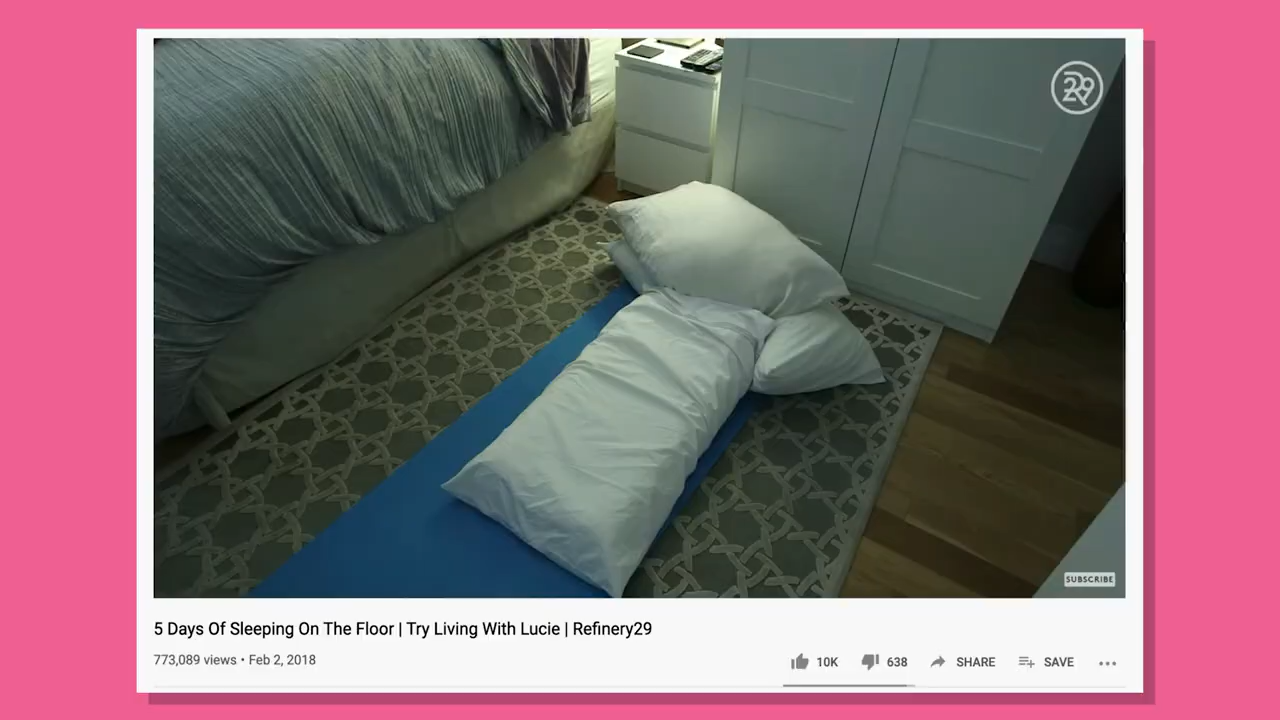 R29
SUBSCRIBE
5 Days Of Sleeping On The Floor | Try Living With Lucie | Refinery29
773,089 views • Feb 2, 2018
10K
638
SHARE
SAVE